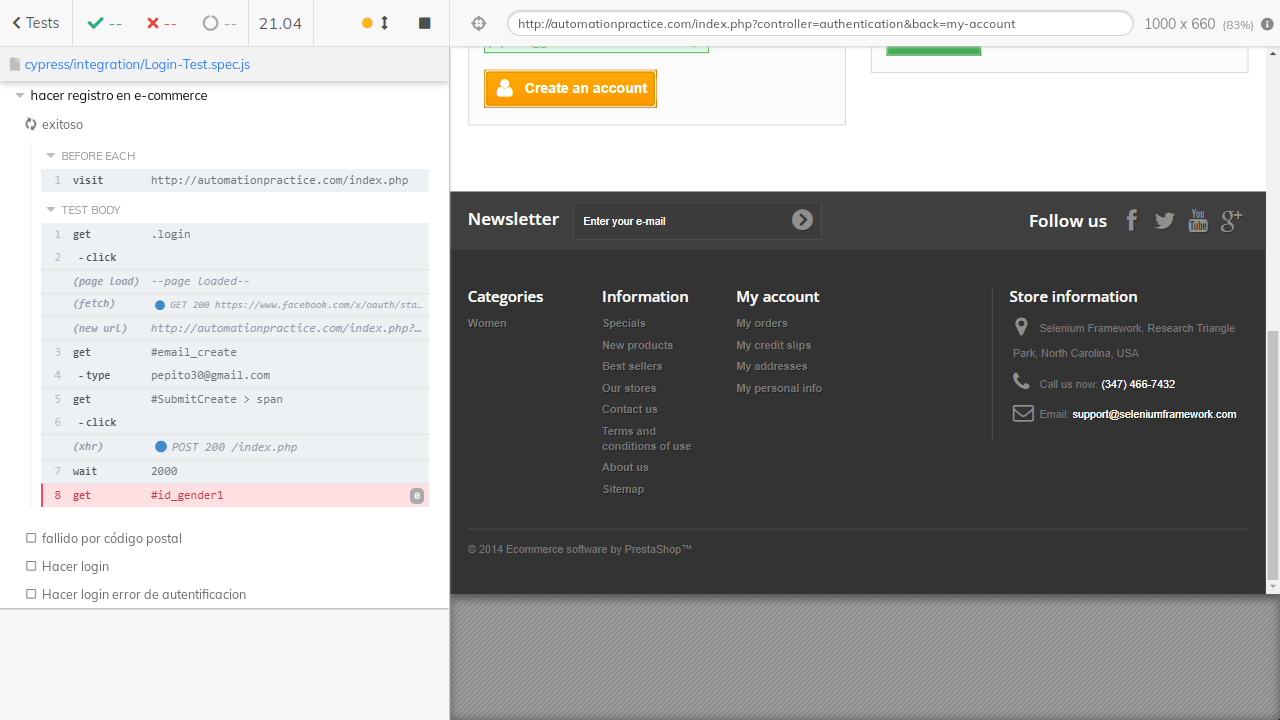 Tests
--
--
--
21.04
http://automationpractice.com/index.php?controller=authentication&back=my-account
1000 x 660 (83%)
cypress/integration/Login-Test.spec.js
hacer registro en e-commerce
exitoso
BEFORE EACH
1 visit http://automationpractice.com/index.php
TEST BODY
1 get .login
2 -click
(page load) --page loaded--
(fetch) GET 200 https://www.facebook.com/x/oauth/sta...
(new url) http://automationpractice.com/index.php?...
3 get #email_create
4 -type pepito30@gmail.com
5 get #SubmitCreate > span
6 -click
(xhr) POST 200 /index.php
7 wait 2000
8 get #id_gender1 0
fallido por código postal
Hacer login
Hacer login error de autentificacion
Create an account
Newsletter
Enter your e-mail
Follow us
You
Tube
Categories
Women
Information
Specials
New products
Best sellers
Our stores
Contact us
Terms and
conditions of use
About us
Sitemap
My account
My orders
My credit slips
My addresses
My personal info
Store information
Selenium Framework, Research Triangle
Park, North Carolina, USA
Call us now: (347) 466-7432
Email: support@seleniumframework.com
© 2014 Ecommerce software by PrestaShop™